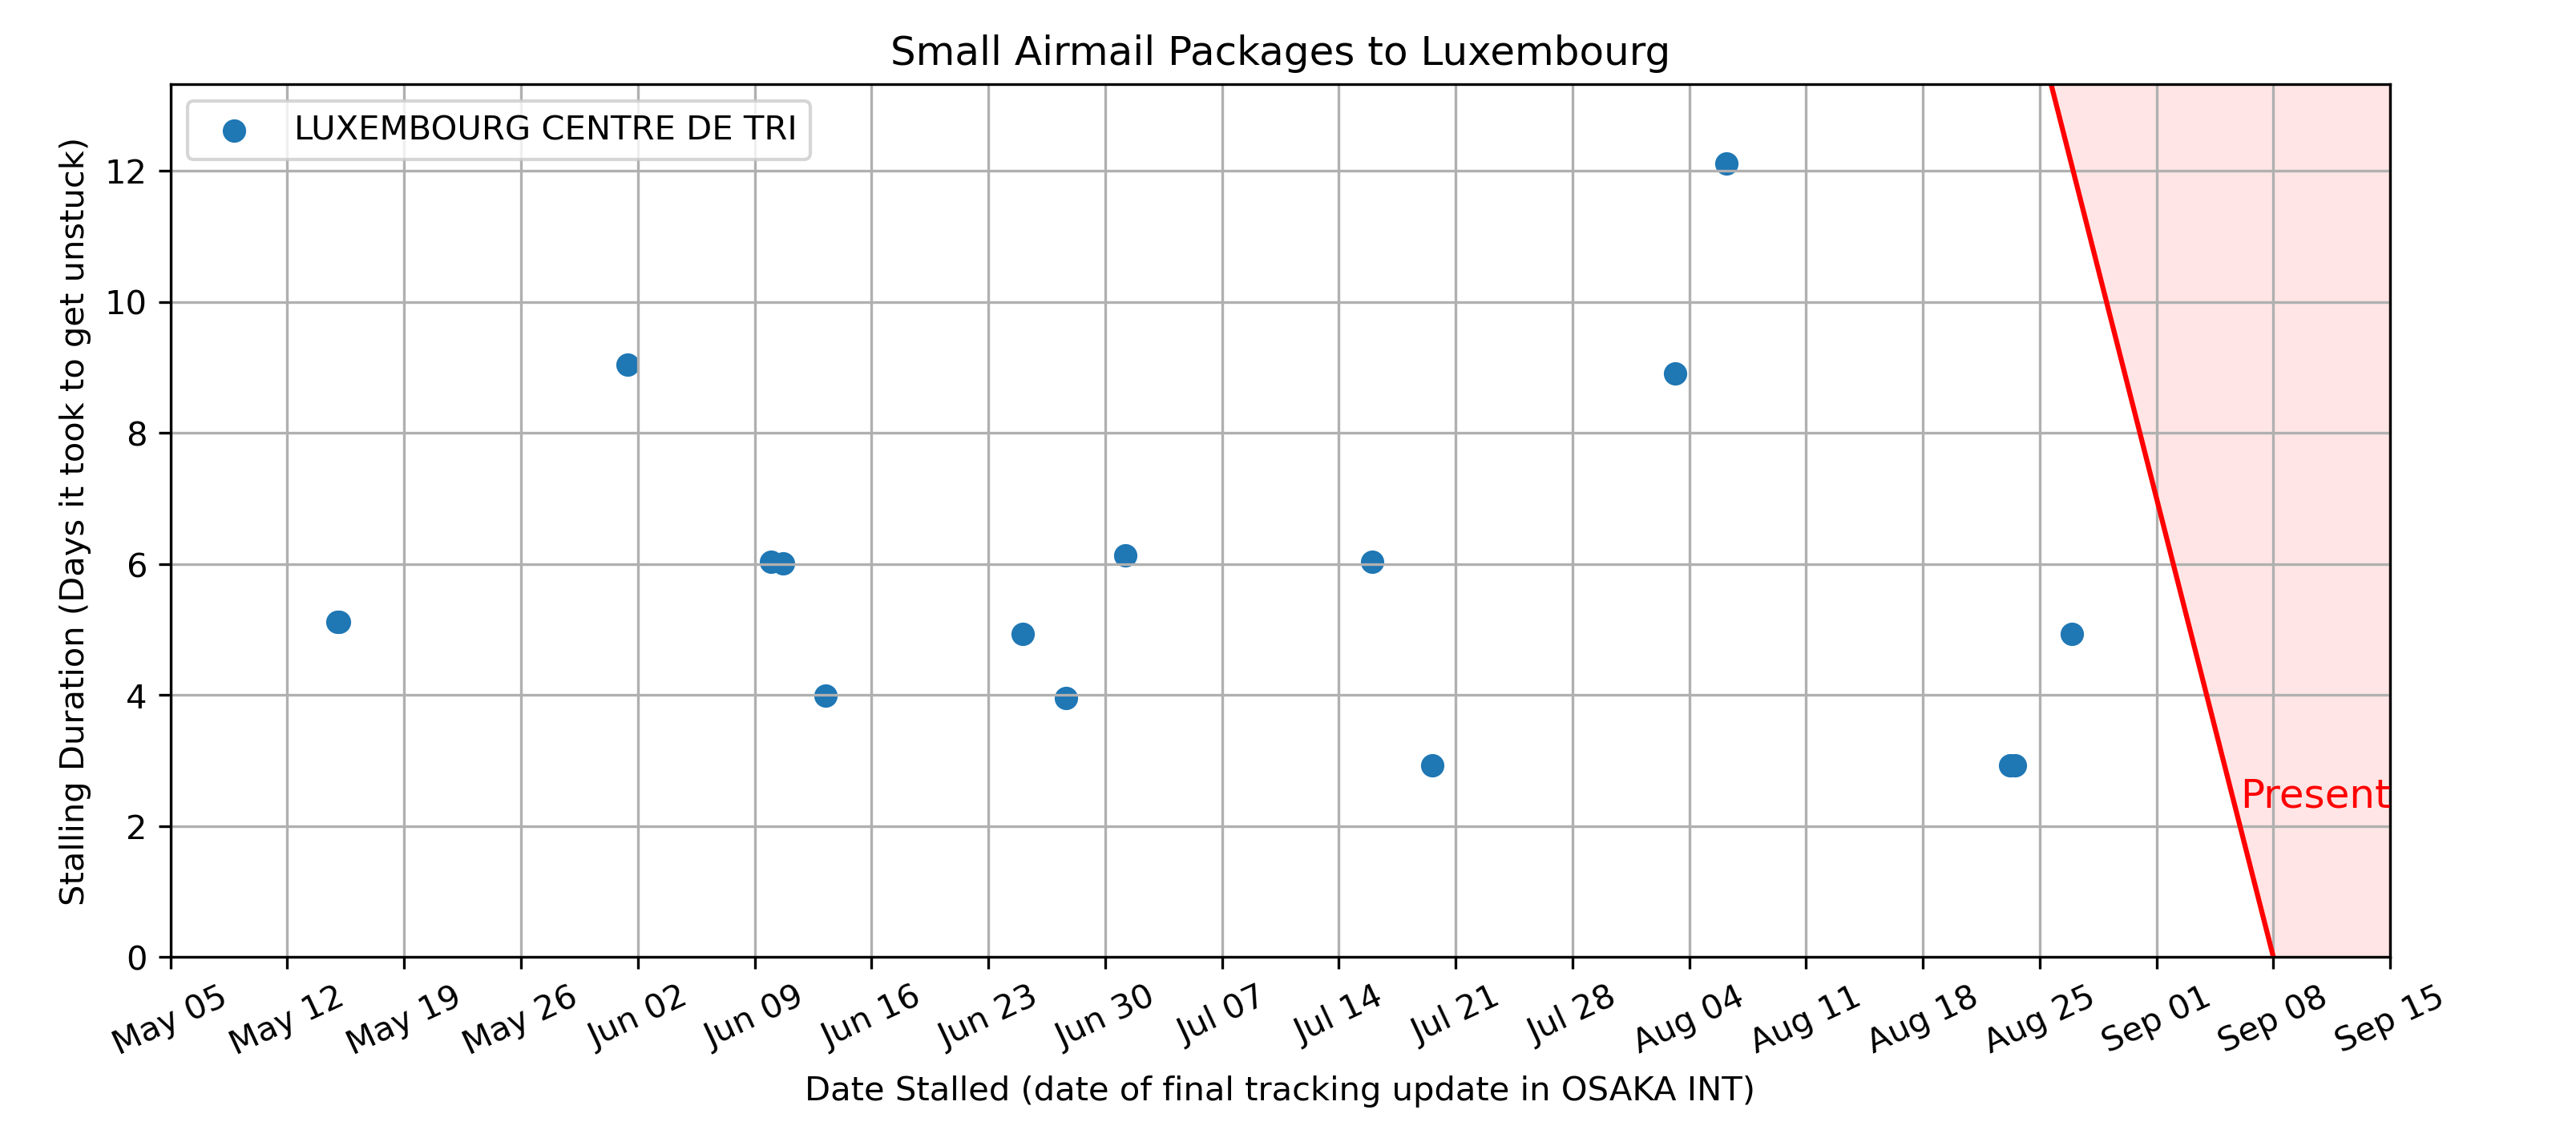 Small Airmail Packages to Luxembourg
LUXEMBOURG CENTRE DE TRI
Stalling Duration (Days it took to get unstuck)
12
10
8
6
4
2
0
Present
May 05 May 12 May 19 May 26 Jun 02 Jun 09 Jun 16 Jun 23 Jun 30 Jul 07 Jul 14 Jul 21 Jul 28 Aug 04 Aug 11 Aug 18 Aug 25 Sep 01 Sep 08 Sep 15
Date Stalled (date of final tracking update in OSAKA INT)